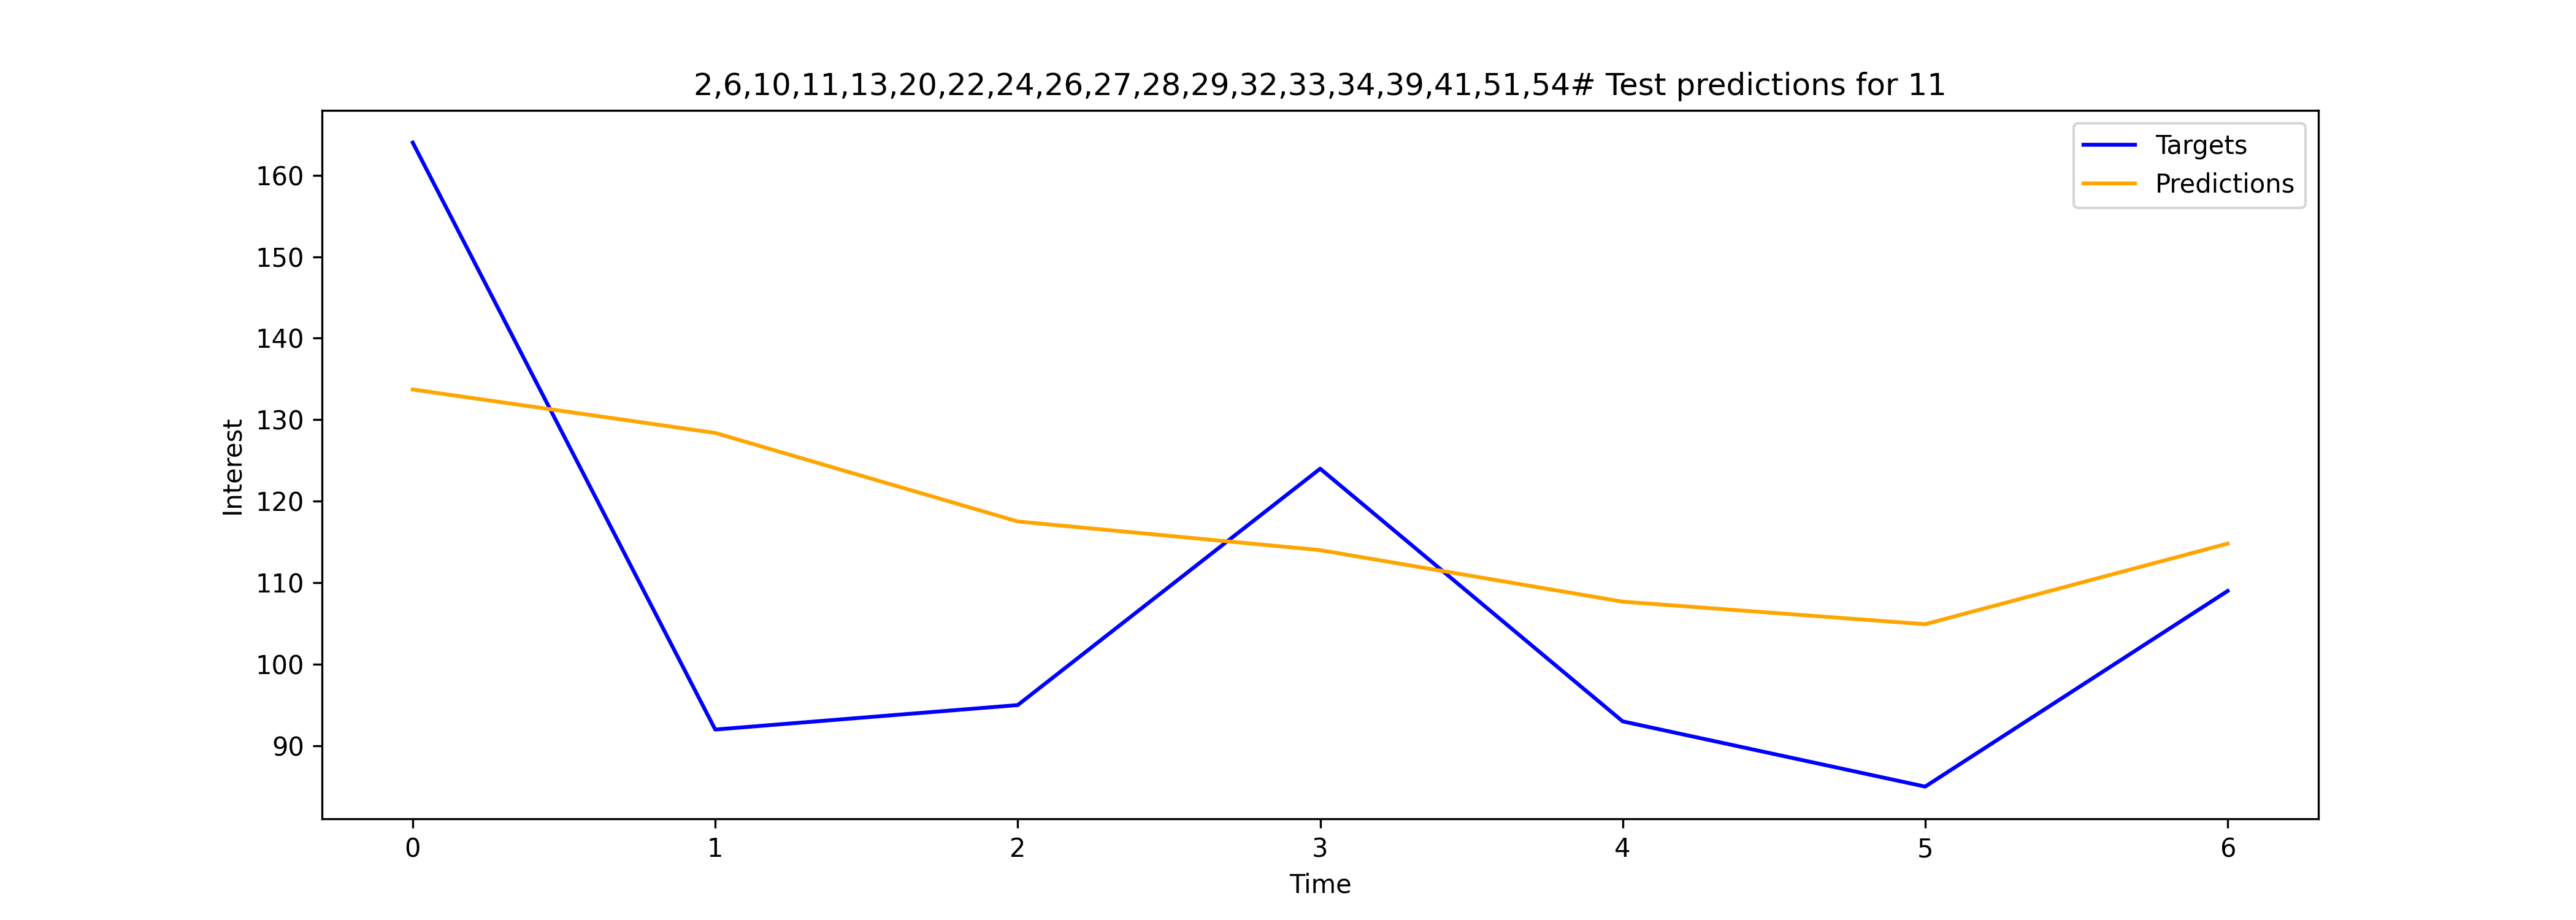 2,6,10,11,13,20,22,24,26,27,28,29,32,33,34,39,41,51,54# Test predictions for 11
Targets
Predictions
160
150
140
130
120
110
100
90
Interest
0 1 2 3 4 5 6
Time